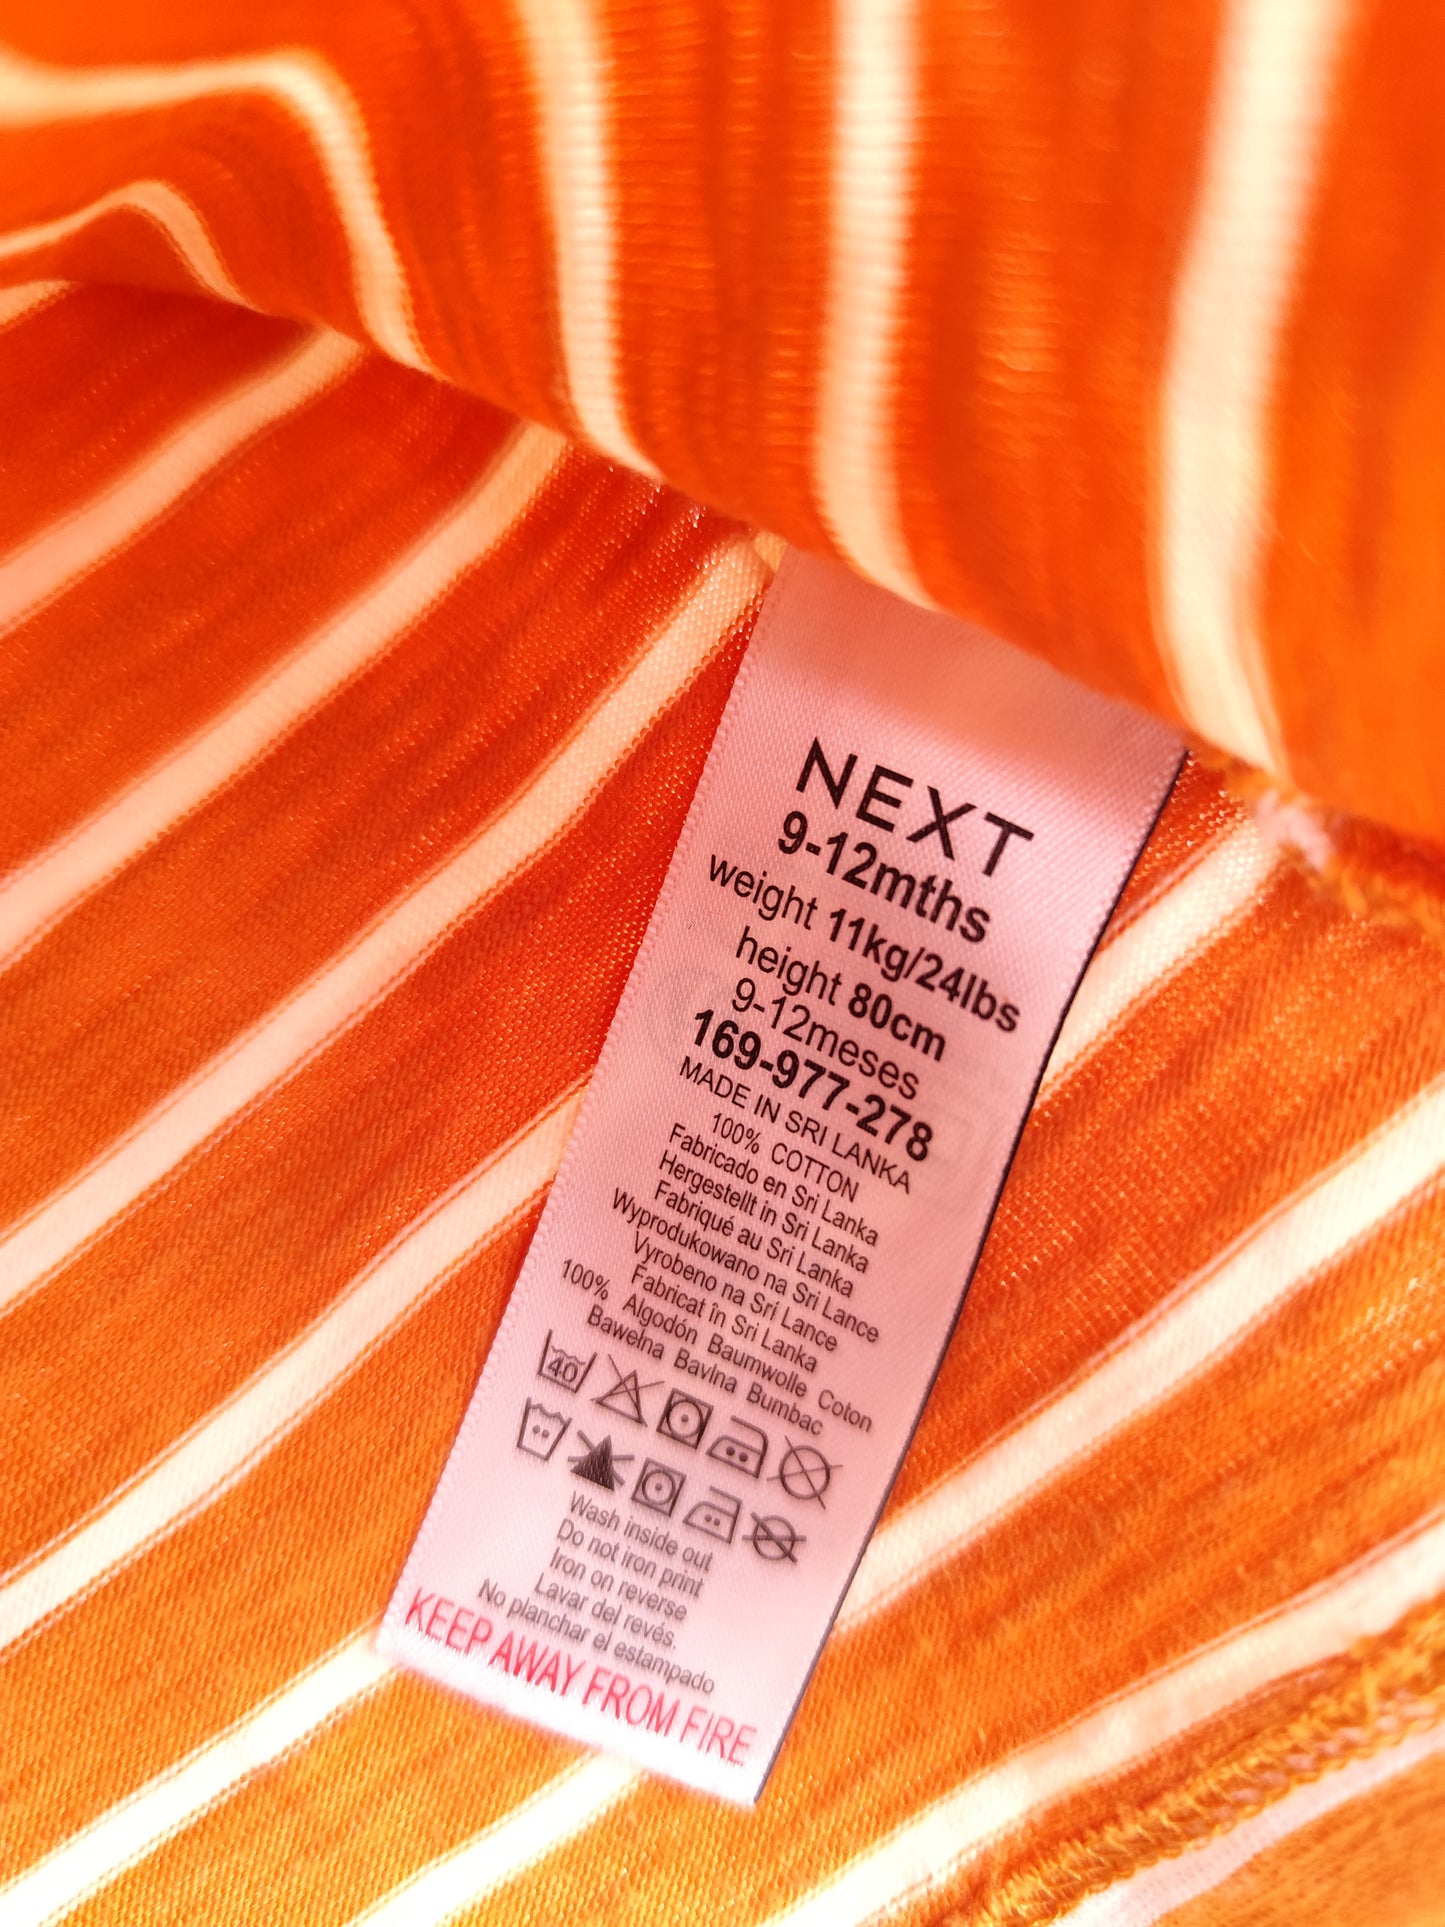 NEXT
9-12mths
weight 11kg/24lbs
height 80cm
9-12meses
169-977-278
MADE IN SRI LANKA
100% COTTON
Fabricado en Sri Lanka
Hergestellt in Sri Lanka
Fabriqué au Sri Lanka
Wyprodukowano na Sri Lance
Vyrobeno na Srí Lance
Fabricat în Sri Lanka
100% Algodón Baumwolle Coton
Bawełna Bavlna Bumbac
40
Wash inside out
Do not iron print
Iron on reverse
Lavar del revés.
No planchar el estampado
KEEP AWAY FROM FIRE